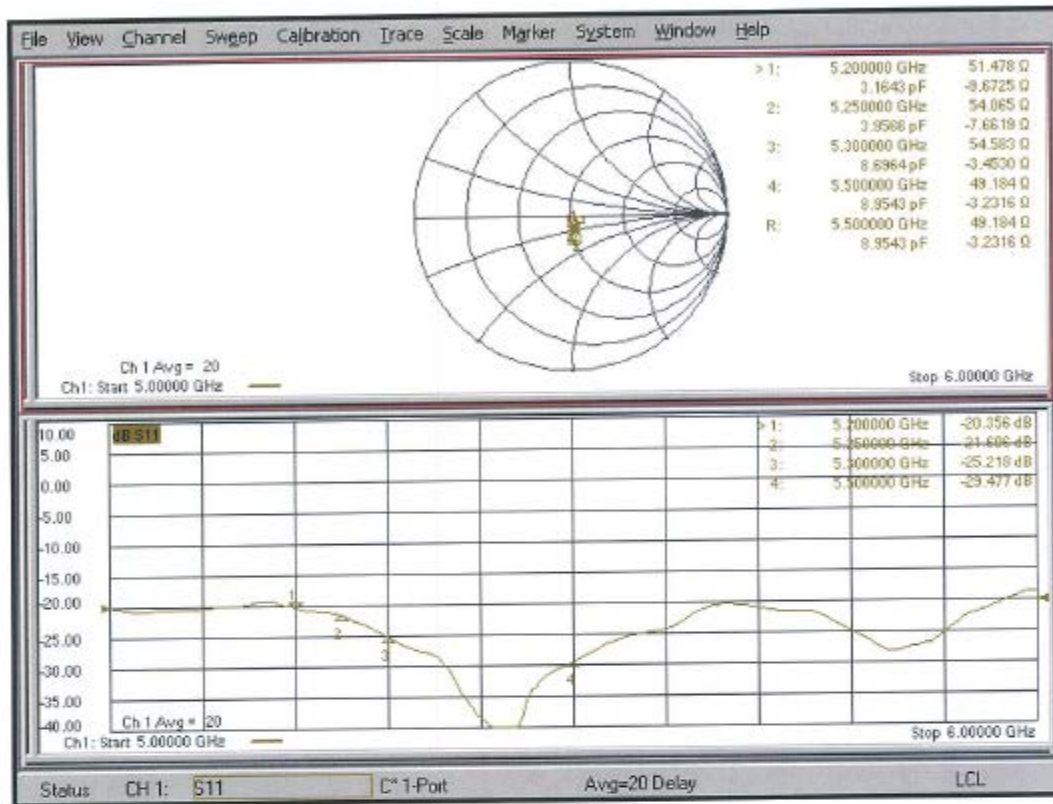 File View Channel Sweep Calibration Trace Scale Marker System Window Help
> 1: 5.200000 GHz 51.478 Ω
3.1643 pF -9.6725 Ω
2: 5.250000 GHz 54.065 Ω
3.9566 pF -7.6619 Ω
3: 5.300000 GHz 54.583 Ω
8.6964 pF -3.4530 Ω
4: 5.500000 GHz 49.184 Ω
8.9543 pF -3.2316 Ω
R: 5.500000 GHz 49.184 Ω
8.9543 pF -3.2316 Ω
Ch 1 Avg = 20
Ch1: Start 5.00000 GHz
Stop 6.00000 GHz
10.00
dB S11
5.00
0.00
-5.00
-10.00
-15.00
-20.00
-25.00
-30.00
-35.00
-40.00
> 1: 5.200000 GHz -20.356 dB
2: 5.250000 GHz -21.606 dB
3: 5.300000 GHz -25.218 dB
4: 5.500000 GHz -29.477 dB
1
2
3
4
Ch 1 Avg = 20
Ch1: Start 5.00000 GHz
Stop 6.00000 GHz
Status CH 1: S11 C* 1-Port Avg=20 Delay LCL